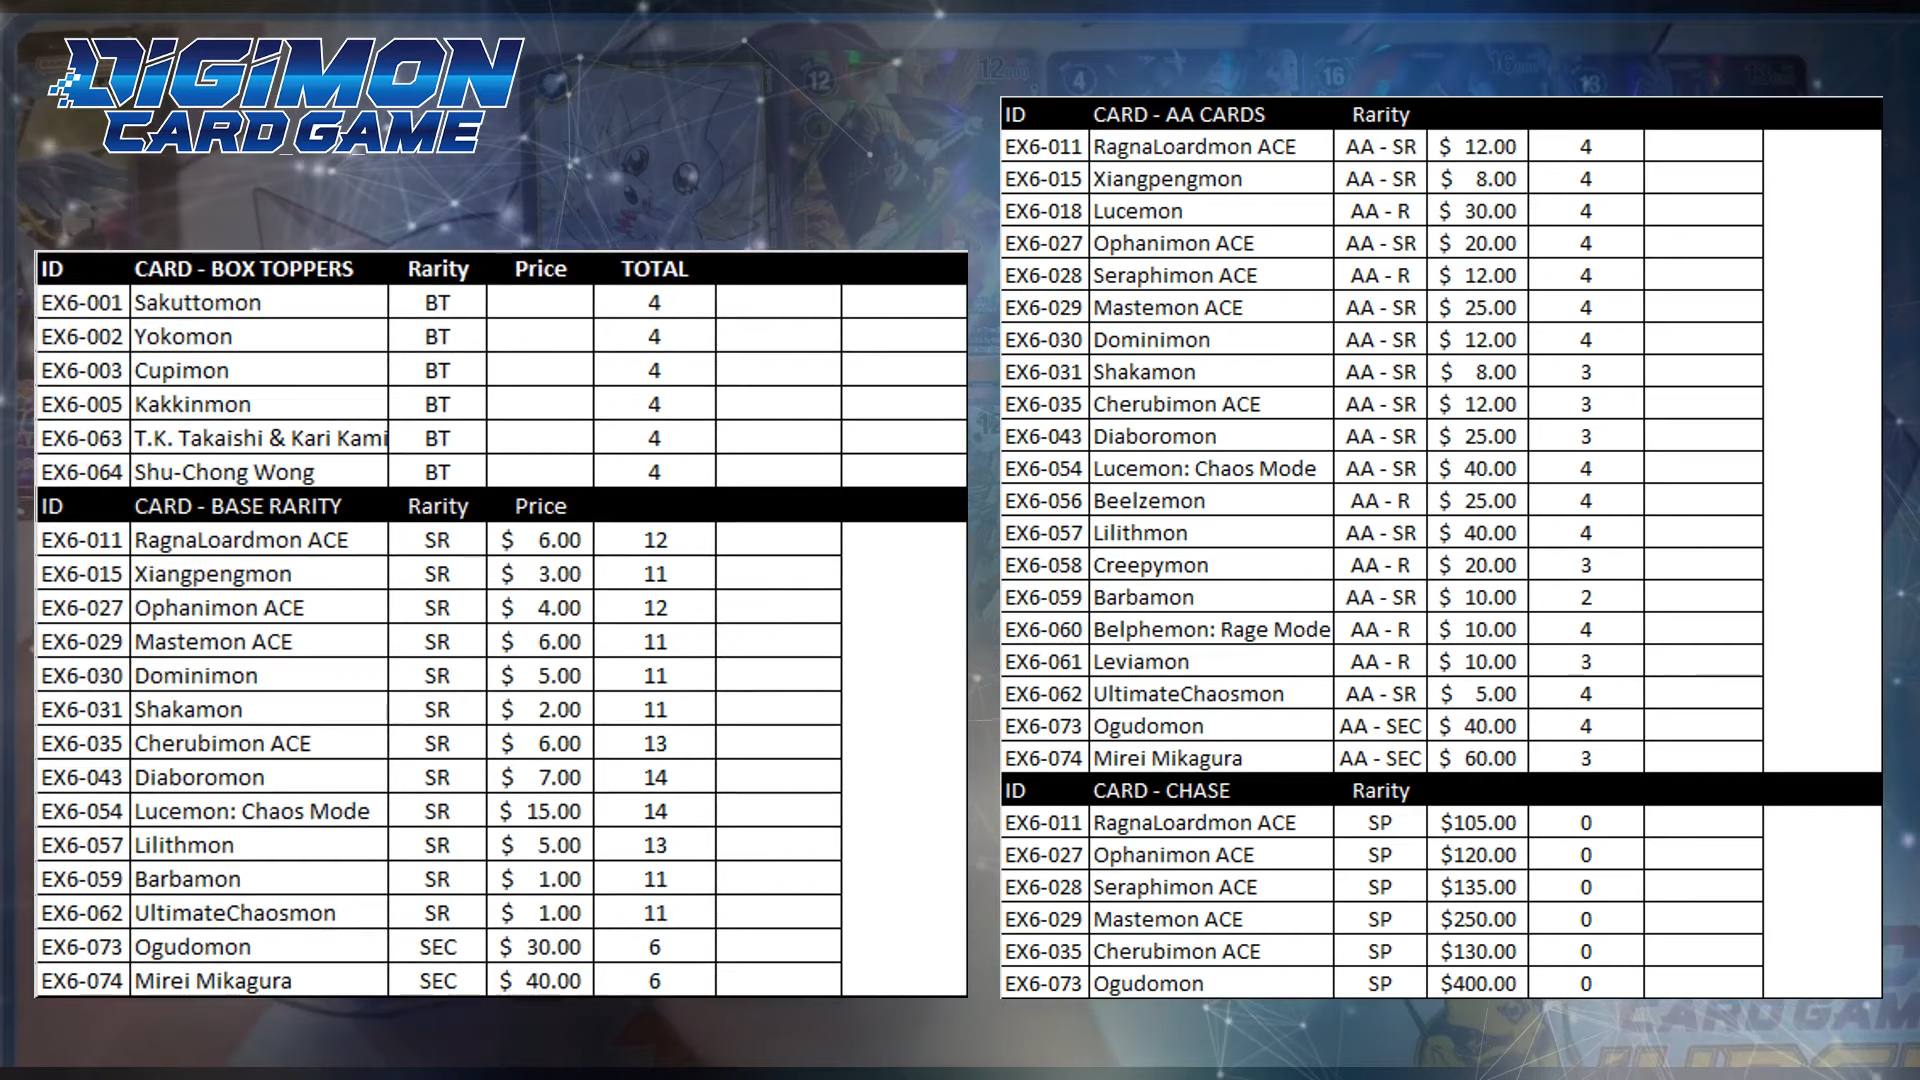 DIGIMON
CARD GAME
ID CARD - BOX TOPPERS Rarity Price TOTAL
EX6-001 Sakuttomon BT 4
EX6-002 Yokomon BT 4
EX6-003 Cupimon BT 4
EX6-005 Kakkinmon BT 4
EX6-063 T.K. Takaishi & Kari Kami BT 4
EX6-064 Shu-Chong Wong BT 4
ID CARD - BASE RARITY Rarity Price
EX6-011 RagnaLoardmon ACE SR $ 6.00 12
EX6-015 Xiangpengmon SR $ 3.00 11
EX6-027 Ophanimon ACE SR $ 4.00 12
EX6-029 Mastemon ACE SR $ 6.00 11
EX6-030 Dominimon SR $ 5.00 11
EX6-031 Shakamon SR $ 2.00 11
EX6-035 Cherubimon ACE SR $ 6.00 13
EX6-043 Diaboromon SR $ 7.00 14
EX6-054 Lucemon: Chaos Mode SR $ 15.00 14
EX6-057 Lilithmon SR $ 5.00 13
EX6-059 Barbamon SR $ 1.00 11
EX6-062 UltimateChaosmon SR $ 1.00 11
EX6-073 Ogudomon SEC $ 30.00 6
EX6-074 Mirei Mikagura SEC $ 40.00 6
ID CARD - AA CARDS Rarity
EX6-011 RagnaLoardmon ACE AA - SR $ 12.00 4
EX6-015 Xiangpengmon AA - SR $ 8.00 4
EX6-018 Lucemon AA - R $ 30.00 4
EX6-027 Ophanimon ACE AA - SR $ 20.00 4
EX6-028 Seraphimon ACE AA - R $ 12.00 4
EX6-029 Mastemon ACE AA - SR $ 25.00 4
EX6-030 Dominimon AA - SR $ 12.00 4
EX6-031 Shakamon AA - SR $ 8.00 3
EX6-035 Cherubimon ACE AA - SR $ 12.00 3
EX6-043 Diaboromon AA - SR $ 25.00 3
EX6-054 Lucemon: Chaos Mode AA - SR $ 40.00 4
EX6-056 Beelzemon AA - R $ 25.00 4
EX6-057 Lilithmon AA - SR $ 40.00 4
EX6-058 Creepymon AA - R $ 20.00 3
EX6-059 Barbamon AA - SR $ 10.00 2
EX6-060 Belphemon: Rage Mode AA - R $ 10.00 4
EX6-061 Leviamon AA - R $ 10.00 3
EX6-062 UltimateChaosmon AA - SR $ 5.00 4
EX6-073 Ogudomon AA - SEC $ 40.00 4
EX6-074 Mirei Mikagura AA - SEC $ 60.00 3
ID CARD - CHASE Rarity
EX6-011 RagnaLoardmon ACE SP $105.00 0
EX6-027 Ophanimon ACE SP $120.00 0
EX6-028 Seraphimon ACE SP $135.00 0
EX6-029 Mastemon ACE SP $250.00 0
EX6-035 Cherubimon ACE SP $130.00 0
EX6-073 Ogudomon SP $400.00 0